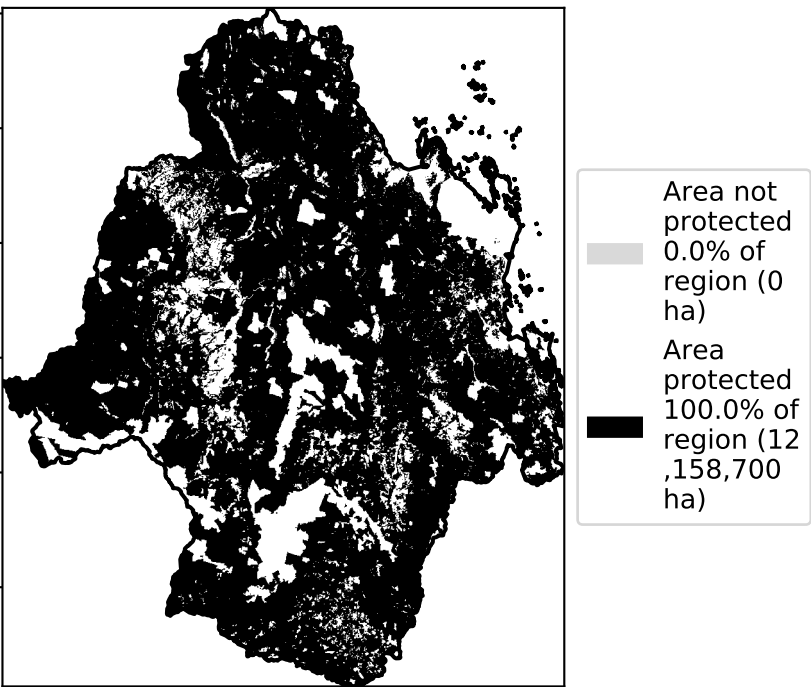 Area not
protected
0.0% of
region (0
ha)
Area
protected
100.0% of
region (12
,158,700
ha)